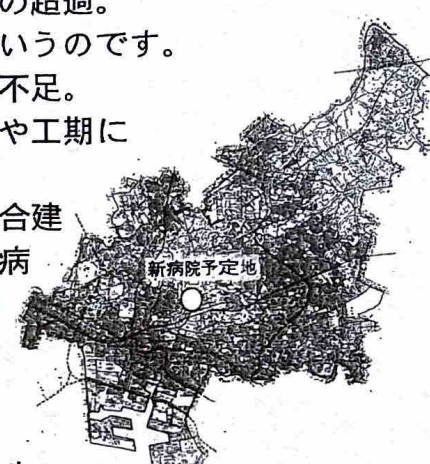 の超過。
いうのです。
不足。
や工期に
合建
病
新病院予定地